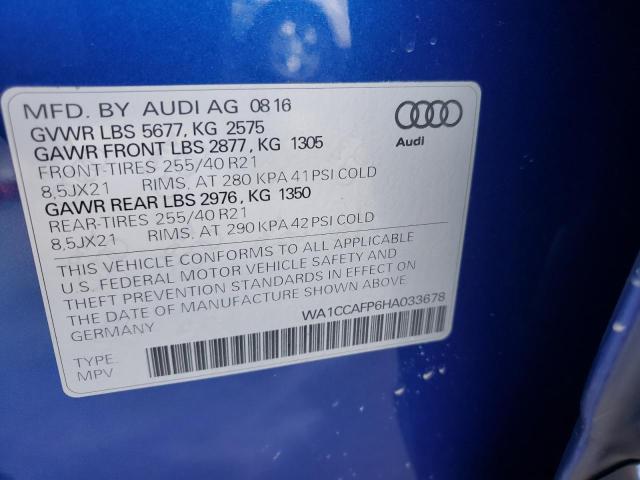 MFD. BY AUDI AG 0816
GVWR LBS 5677, KG 2575
GAWR FRONT LBS 2877, KG 1305
FRONT-TIRES 255/40 R21
8,5JX21 RIMS, AT 280 KPA 41 PSI COLD
GAWR REAR LBS 2976, KG 1350
REAR-TIRES 255/40 R21
8,5JX21 RIMS, AT 290 KPA 42 PSI COLD
Audi
THIS VEHICLE CONFORMS TO ALL APPLICABLE
U.S. FEDERAL MOTOR VEHICLE SAFETY AND
THEFT PREVENTION STANDARDS IN EFFECT ON
THE DATE OF MANUFACTURE SHOWN ABOVE.
GERMANY
WA1CCAFP6HA033678
TYPE:
MPV